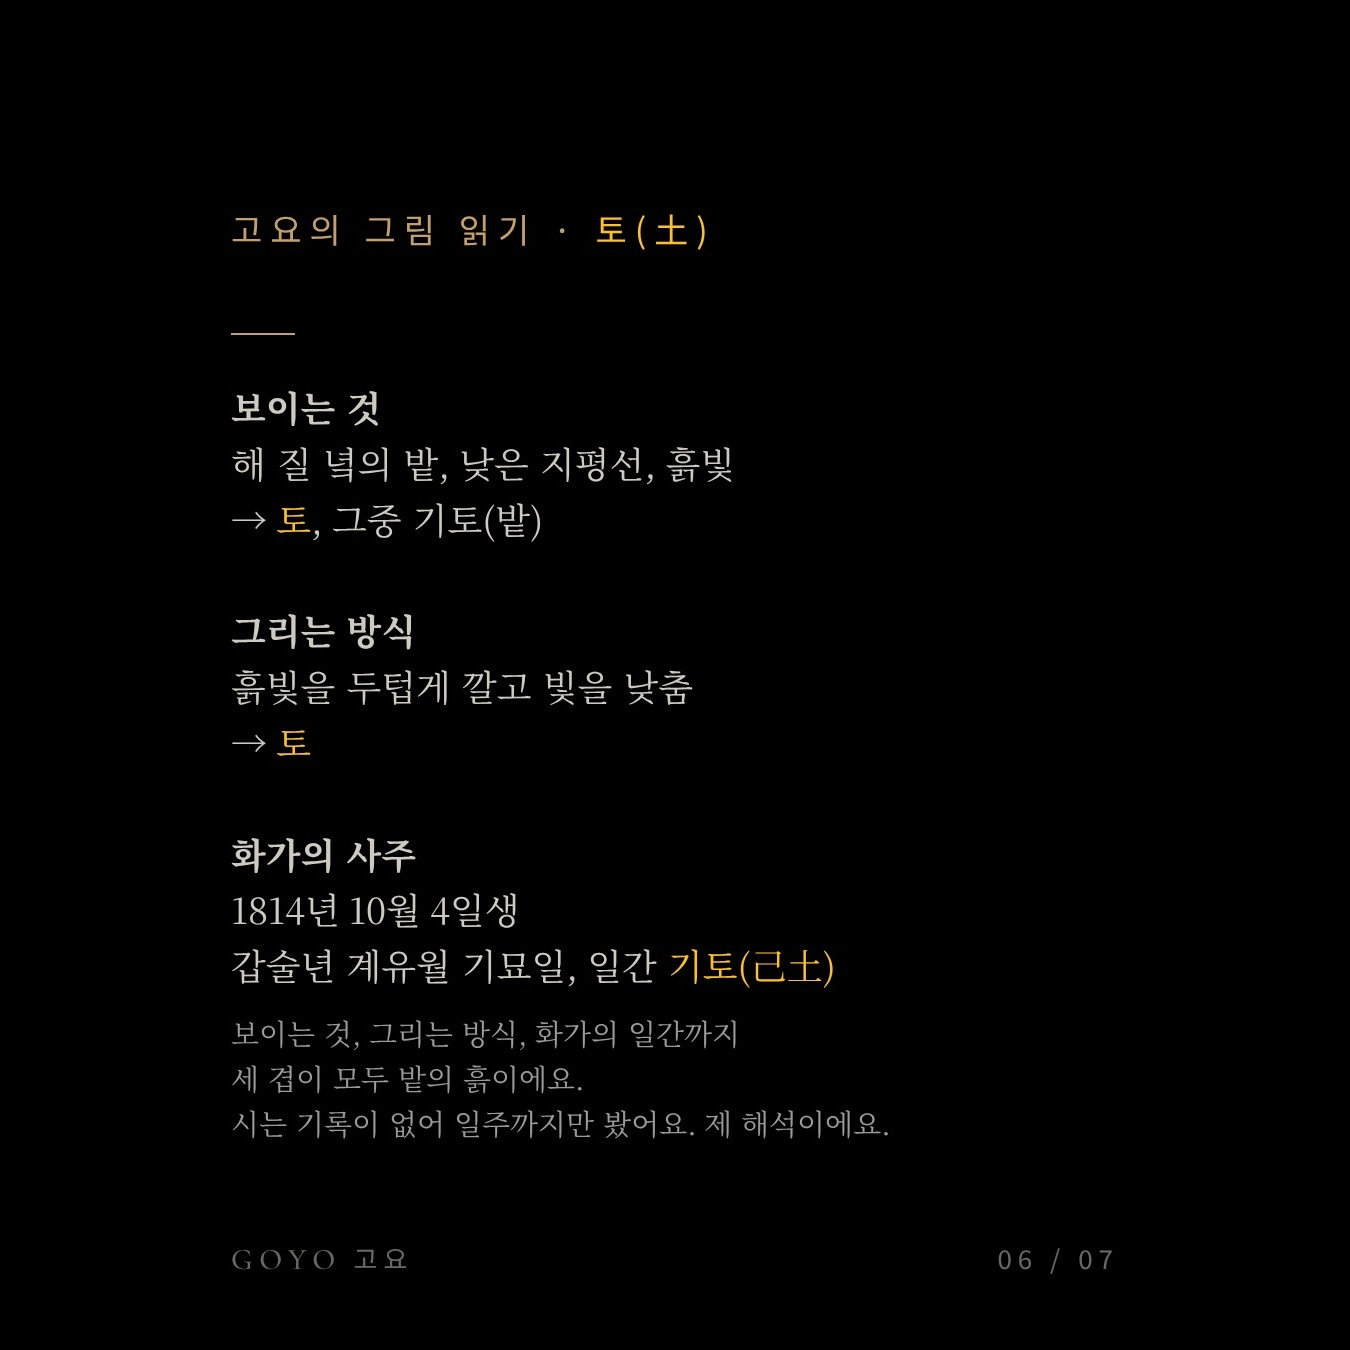 고요의 그림 읽기 · 토(土)
보이는 것
해 질 녘의 밭, 낮은 지평선, 흙빛
→ 토, 그중 기토(밭)
그리는 방식
흙빛을 두텁게 깔고 빛을 낮춤
→ 토
화가의 사주
1814년 10월 4일생
갑술년 계유월 기묘일, 일간 기토(己土)
보이는 것, 그리는 방식, 화가의 일간까지
세 겹이 모두 밭의 흙이에요.
시는 기록이 없어 일주까지만 봤어요. 제 해석이에요.
GOYO 고요
06 / 07